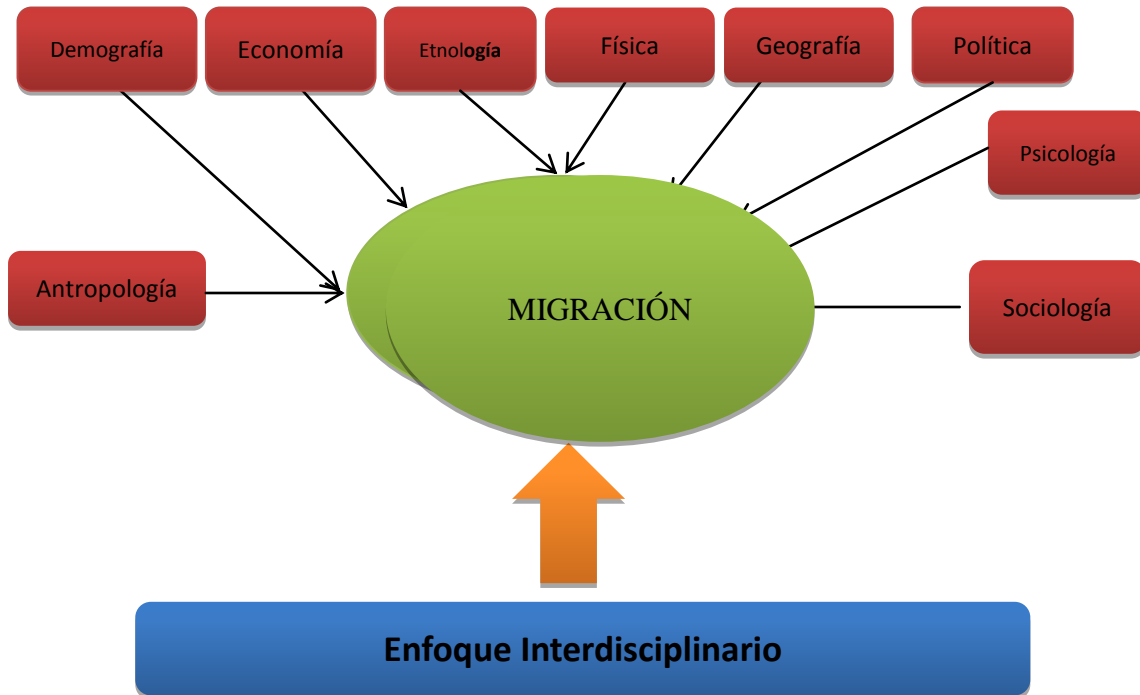 Demografía
Economía
Etnología
Física
Geografía
Política
Psicología
Antropología
MIGRACIÓN
Sociología
Enfoque Interdisciplinario